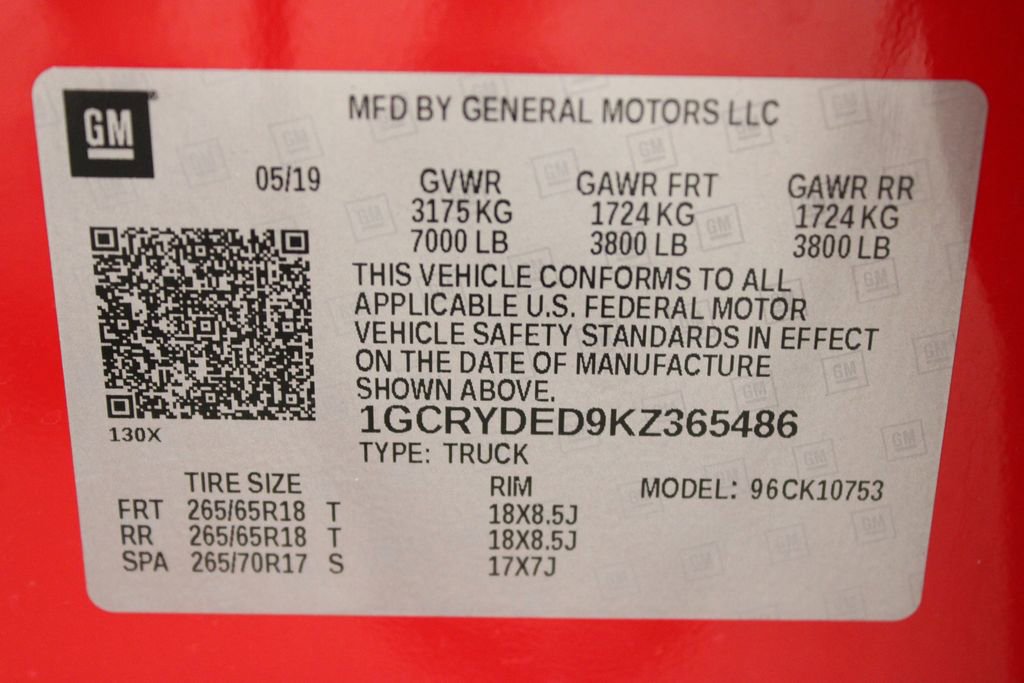 GM
MFD BY GENERAL MOTORS LLC
05/19
GVWR GAWR FRT GAWR RR
3175 KG 1724 KG 1724 KG
7000 LB 3800 LB 3800 LB
THIS VEHICLE CONFORMS TO ALL
APPLICABLE U.S. FEDERAL MOTOR
VEHICLE SAFETY STANDARDS IN EFFECT
ON THE DATE OF MANUFACTURE
SHOWN ABOVE.
1GCRYDED9KZ365486
130X
TYPE: TRUCK
TIRE SIZE RIM MODEL: 96CK10753
FRT 265/65R18 T 18X8.5J
RR 265/65R18 T 18X8.5J
SPA 265/70R17 S 17X7J